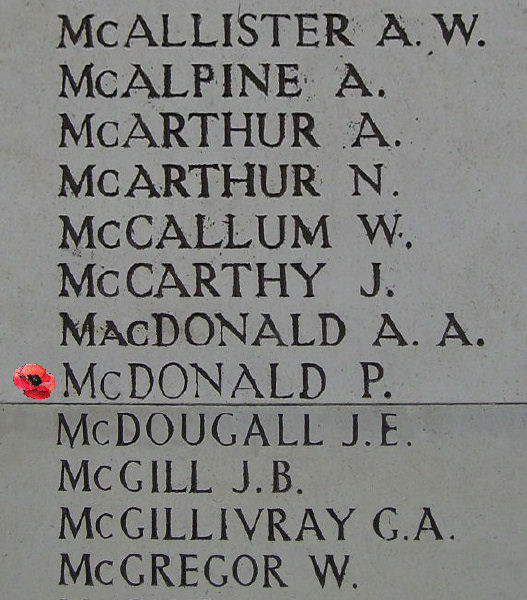 McALLISTER A. W.
McALPINE A.
McARTHUR A.
McARTHUR N.
McCALLUM W.
McCARTHY J.
MacDONALD A. A.
McDONALD P.
McDOUGALL J.E.
McGILL J.B.
McGILLIVRAY G.A.
McGREGOR W.